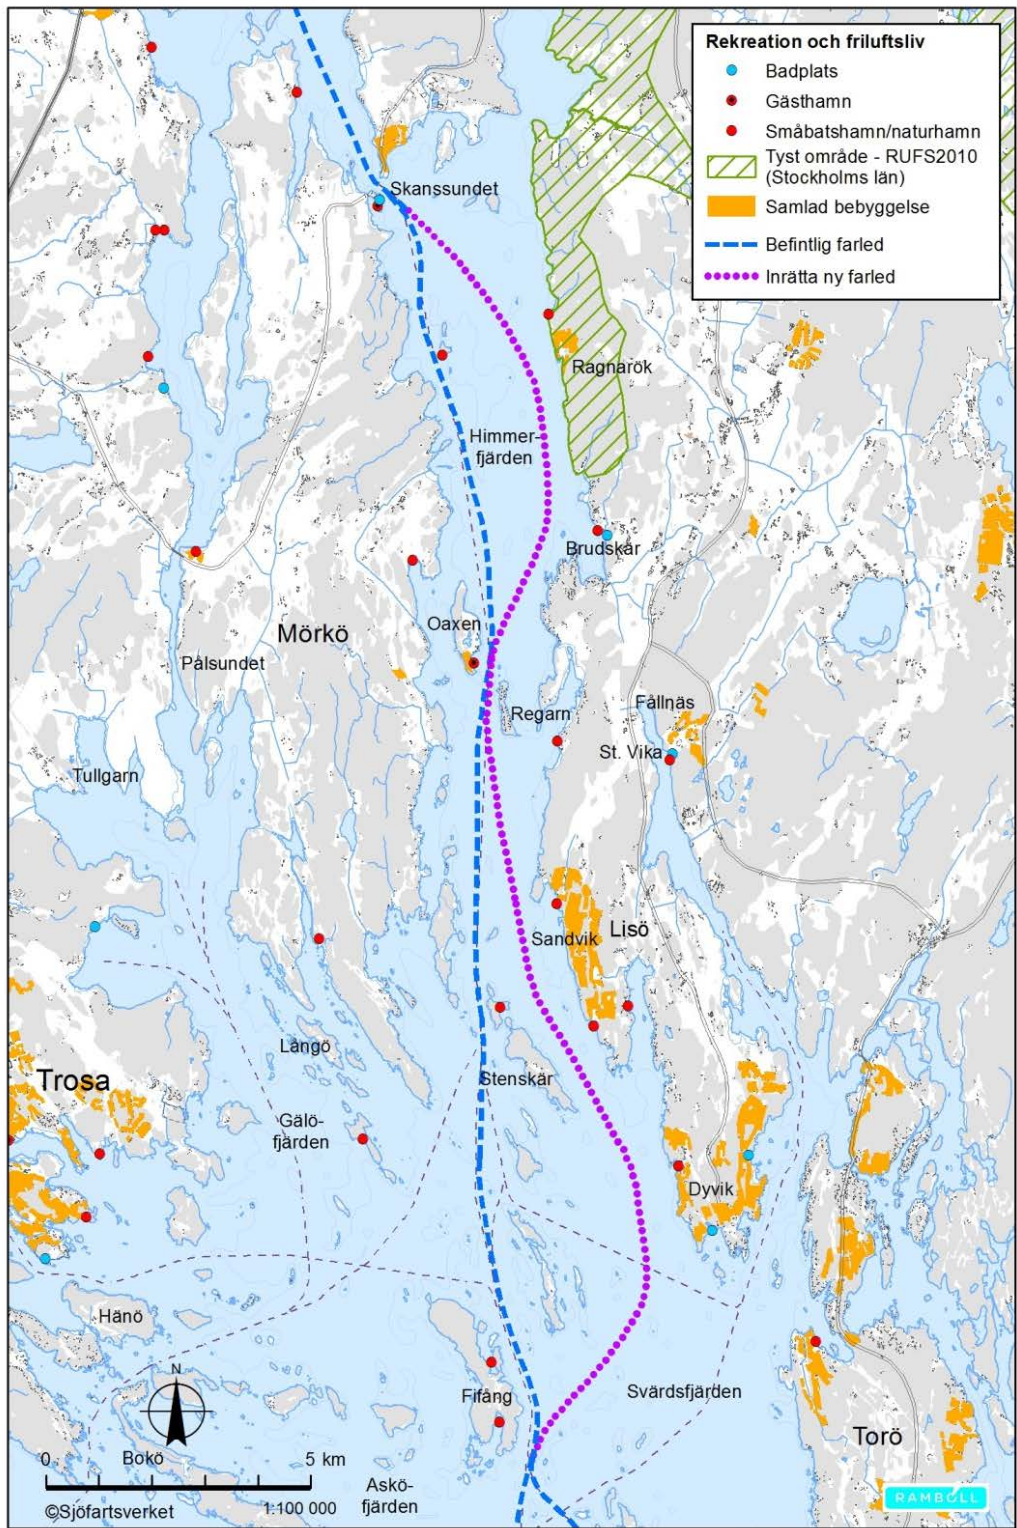 Rekreation och friluftsliv
Badplats
Gästhamn
Småbatshamn/naturhamn
Tyst område - RUFS2010
(Stockholms län)
Samlad bebyggelse
Befintlig farled
Inrätta ny farled
Skanssundet
Ragnarök
Himmer-
fjärden
Brudskär
Oaxen
Mörkö
Pålsundet
Regarn
Fållnäs
St. Vika
Tullgarn
Sandvik
Lisö
Långö
Stenskär
Trosa
Gälö-
fjärden
Dyvik
Hänö
N
Fifång
Svärdsfjärden
Torö
0
Bokö
5 km
Askö-
fjärden
©Sjöfartsverket
1:100 000
RAMBOLL